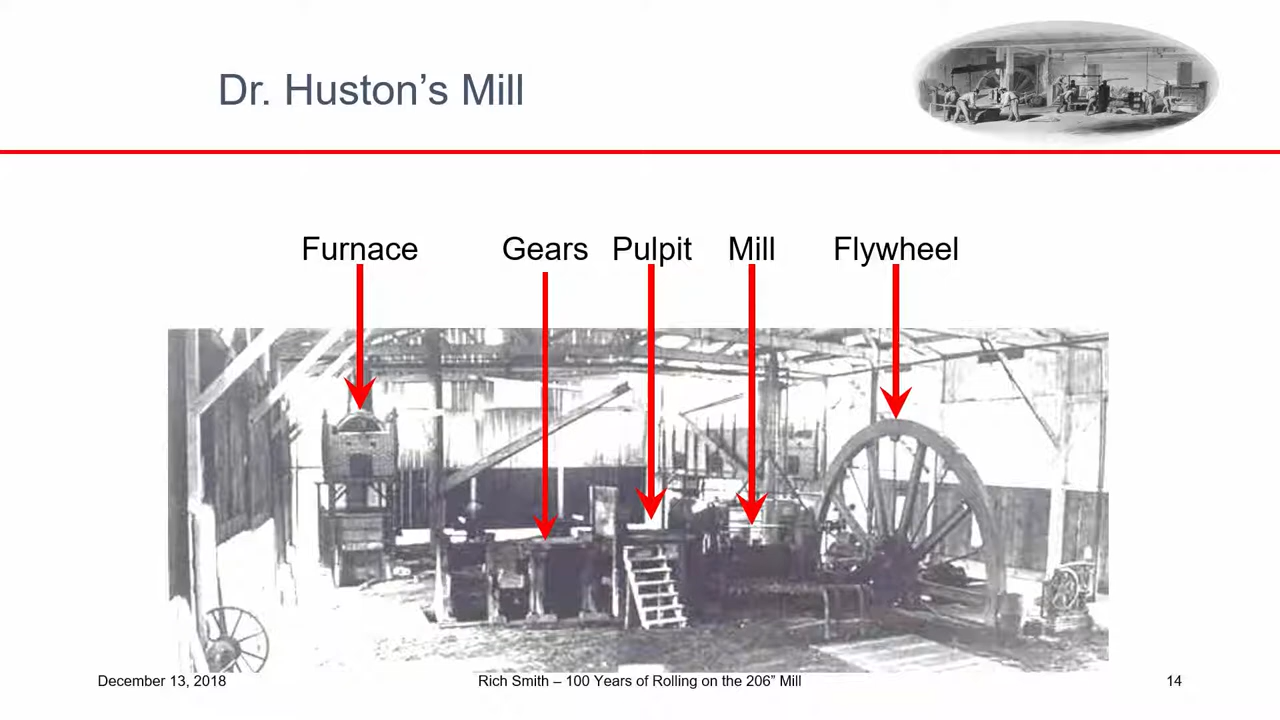 Dr. Huston’s Mill
Furnace Gears Pulpit Mill Flywheel
December 13, 2018 Rich Smith – 100 Years of Rolling on the 206” Mill 14